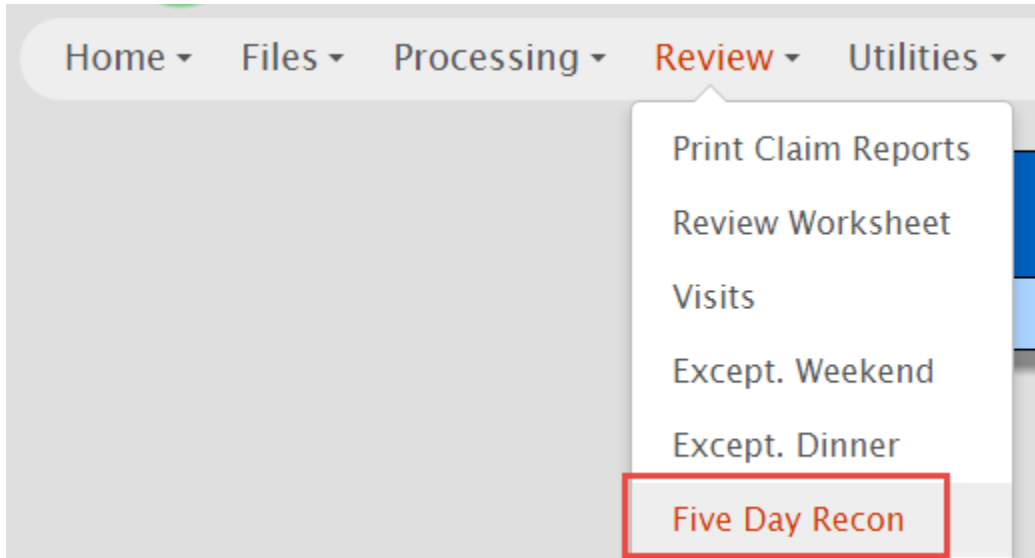 Home Files Processing Review Utilities
Print Claim Reports
Review Worksheet
Visits
Except. Weekend
Except. Dinner
Five Day Recon